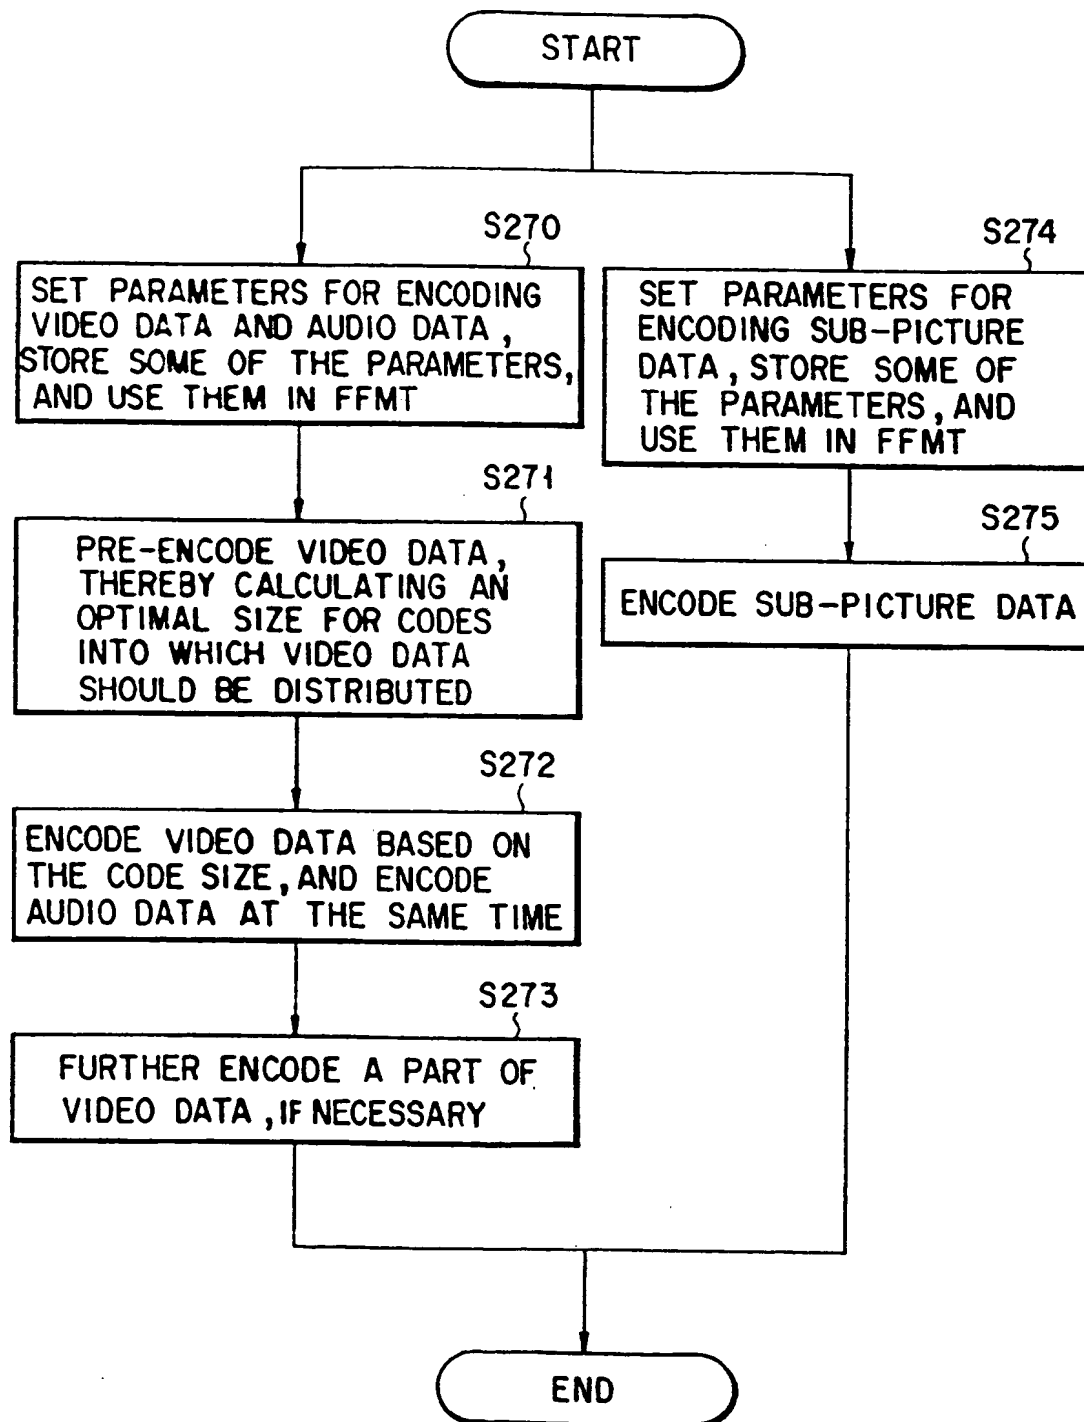 START
S270
SET PARAMETERS FOR ENCODING
VIDEO DATA AND AUDIO DATA,
STORE SOME OF THE PARAMETERS,
AND USE THEM IN FFMT
S271
PRE-ENCODE VIDEO DATA,
THEREBY CALCULATING AN
OPTIMAL SIZE FOR CODES
INTO WHICH VIDEO DATA
SHOULD BE DISTRIBUTED
S272
ENCODE VIDEO DATA BASED ON
THE CODE SIZE, AND ENCODE
AUDIO DATA AT THE SAME TIME
S273
FURTHER ENCODE A PART OF
VIDEO DATA, IF NECESSARY
S274
SET PARAMETERS FOR
ENCODING SUB-PICTURE
DATA, STORE SOME OF
THE PARAMETERS, AND
USE THEM IN FFMT
S275
ENCODE SUB-PICTURE DATA
END